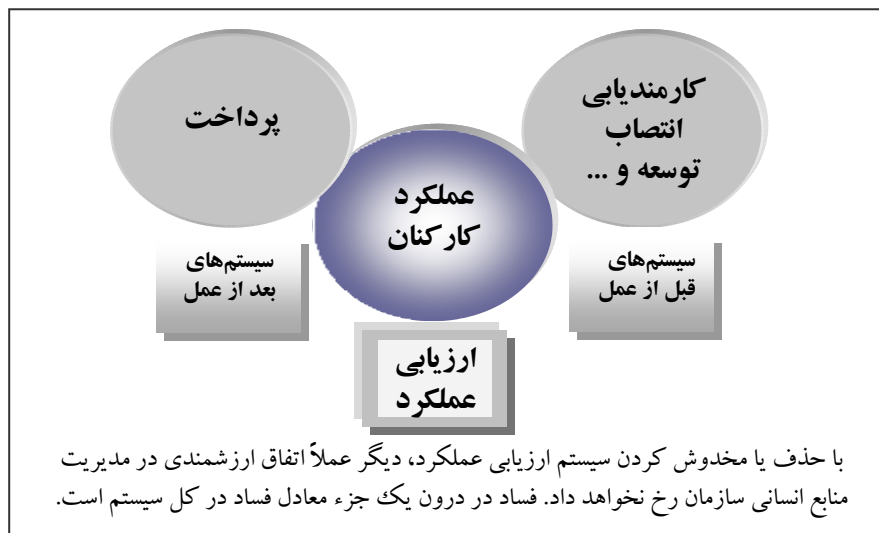 کارمندیابی
انتصاب
توسعه و ...
پرداخت
عملکرد
کارکنان
سیستم‌های
قبل از عمل
سیستم‌های
بعد از عمل
ارزیابی
عملکرد
با حذف یا مخدوش کردن سیستم ارزیابی عملکرد، دیگر عملاً اتفاق ارزشمندی در مدیریت
منابع انسانی سازمان رخ نخواهد داد. فساد در درون یک جزء معادل فساد در کل سیستم است.